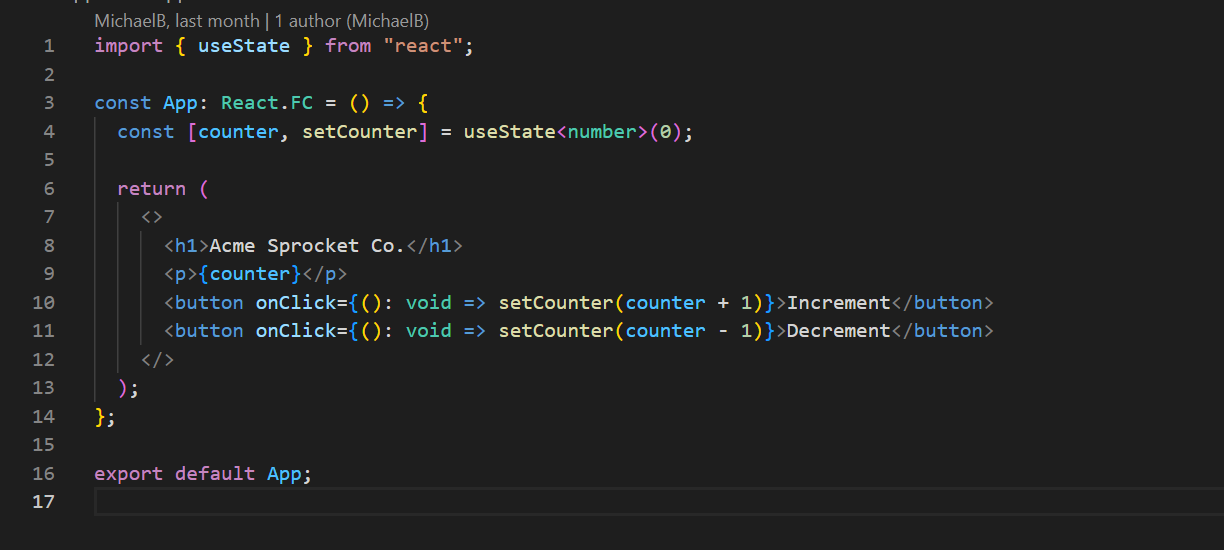 MichaelB, last month | 1 author (MichaelB)
1 import { useState } from "react";
2
3 const App: React.FC = () => {
4   const [counter, setCounter] = useState<number>(0);
5
6   return (
7     <>
8       <h1>Acme Sprocket Co.</h1>
9       <p>{counter}</p>
10       <button onClick={(): void => setCounter(counter + 1)}>Increment</button>
11       <button onClick={(): void => setCounter(counter - 1)}>Decrement</button>
12     </>
13   );
14 };
15
16 export default App;
17